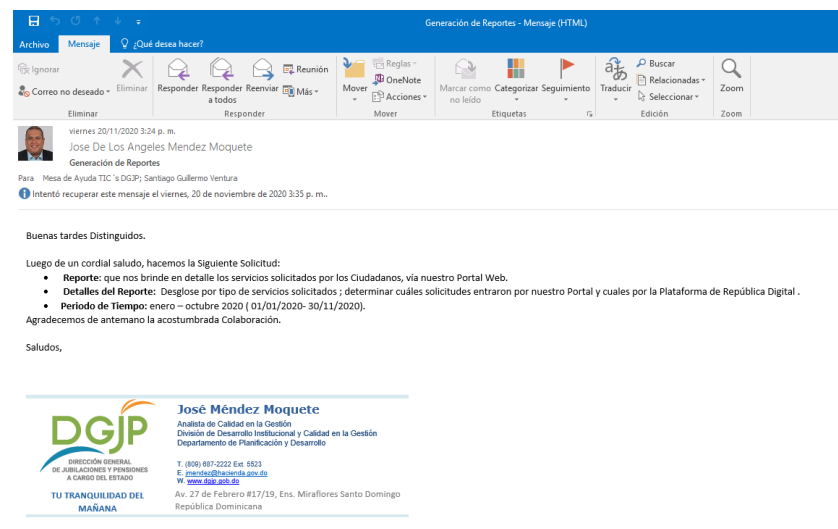 Generación de Reportes - Mensaje (HTML)
Archivo Mensaje ¿Qué desea hacer?
Ignorar
Correo no deseado
Eliminar
Responder
Responder a todos
Reenviar
Reunión
Más
Mover
Reglas
OneNote
Acciones
Marcar como no leído
Categorizar
Seguimiento
Traducir
Buscar
Relacionadas
Seleccionar
Zoom
Eliminar Responder Mover Etiquetas Edición Zoom
viernes 20/11/2020 3:24 p. m.
Jose De Los Angeles Mendez Moquete
Generación de Reportes
Para Mesa de Ayuda TIC´s DGJP; Santiago Guillermo Ventura
Intentó recuperar este mensaje el viernes, 20 de noviembre de 2020 3:35 p. m..
Buenas tardes Distinguidos.
Luego de un cordial saludo, hacemos la Siguiente Solicitud:
• Reporte: que nos brinde en detalle los servicios solicitados por los Ciudadanos, vía nuestro Portal Web.
• Detalles del Reporte: Desglose por tipo de servicios solicitados ; determinar cuáles solicitudes entraron por nuestro Portal y cuales por la Plataforma de República Digital .
• Periodo de Tiempo: enero – octubre 2020 ( 01/01/2020- 30/11/2020).
Agradecemos de antemano la acostumbrada Colaboración.
Saludos,
DGJP
DIRECCIÓN GENERAL
DE JUBILACIONES Y PENSIONES
A CARGO DEL ESTADO
TU TRANQUILIDAD DEL
MAÑANA
José Méndez Moquete
Analista de Calidad en la Gestión
División de Desarrollo Institucional y Calidad en la Gestión
Departamento de Planificación y Desarrollo
T. (809) 687-2222 Ext. 5523
E. jmendez@hacienda.gov.do
W. www.dgjp.gob.do
Av. 27 de Febrero #17/19, Ens. Miraflores Santo Domingo
República Dominicana